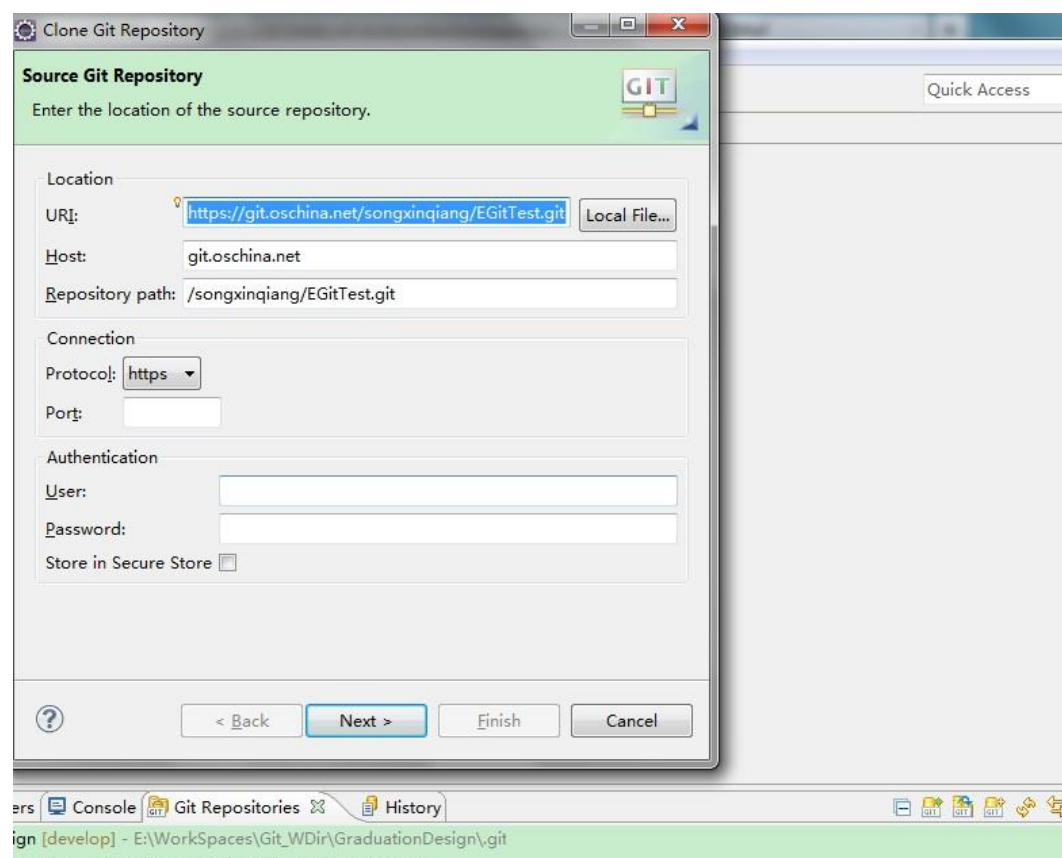 Clone Git Repository
Source Git Repository
GIT
Enter the location of the source repository.
Quick Access
Location
URI: https://git.oschina.net/songxinqiang/EGitTest.git Local File...
Host: git.oschina.net
Repository path: /songxinqiang/EGitTest.git
Connection
Protocol: https
Port:
Authentication
User:
Password:
Store in Secure Store
< Back Next > Finish Cancel
ers Console Git Repositories History
ign [develop] - E:\WorkSpaces\Git_WDir\GraduationDesign\.git